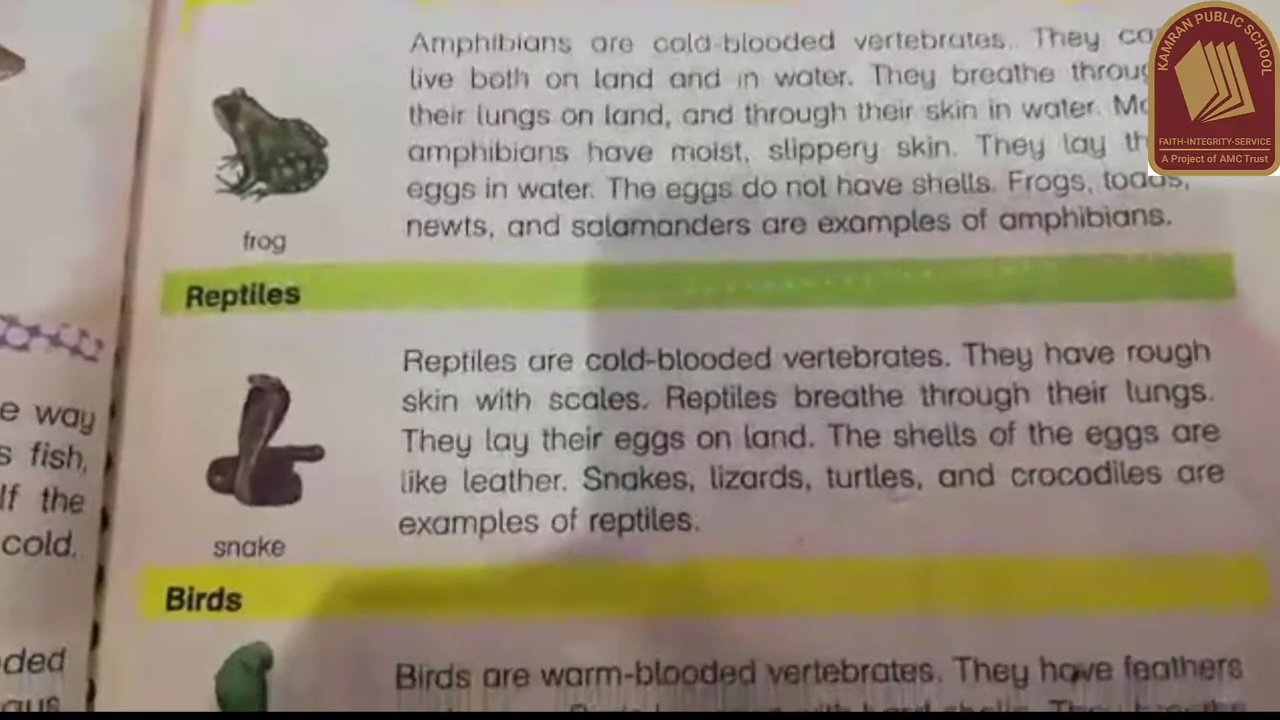 Amphibians are cold-blooded vertebrates. They
live both on land and in water. They breathe
their lungs on land, and through their skin in water.
amphibians have moist, slippery skin. They lay
eggs in water. The eggs do not have shells. Frogs, toads,
newts, and salamanders are examples of amphibians.
frog
Reptiles
Reptiles are cold-blooded vertebrates. They have rough
skin with scales. Reptiles breathe through their lungs.
They lay their eggs on land. The shells of the eggs are
like leather. Snakes, lizards, turtles, and crocodiles are
examples of reptiles.
snake
Birds
Birds are warm-blooded vertebrates. They have feathers
way
fish,
If the
cold.
KAMRAN PUBLIC SCHOOL
FAITH-INTEGRITY-SERVICE
A Project of AMC Trust